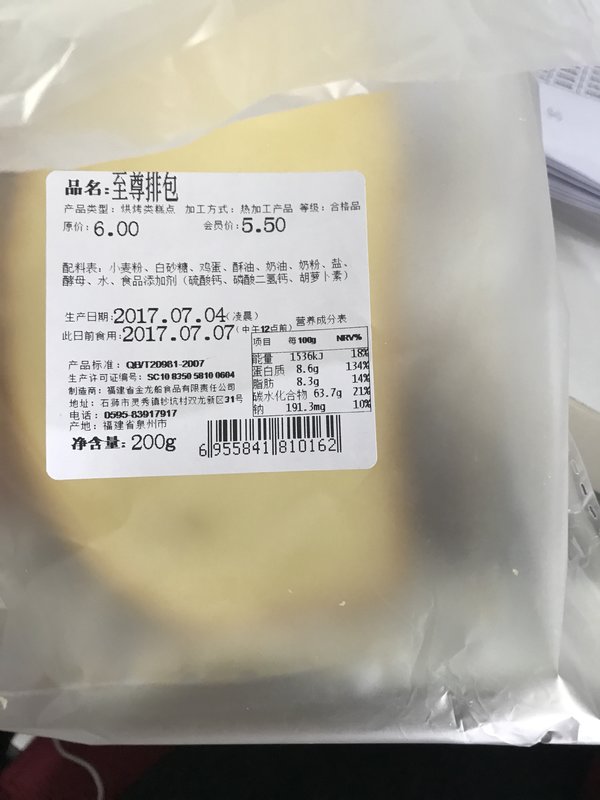 品名:至尊排包
产品类型: 烘烤类糕点 加工方式: 热加工产品 等级: 合格品
原价: 6.00 会员价: 5.50
配料表: 小麦粉、白砂糖、鸡蛋、酥油、奶油、奶粉、盐、
酵母、水、食品添加剂 (硫酸钙、磷酸二氢钙、胡萝卜素)
生产日期: 2017.07.04 (凌晨)
此日前食用: 2017.07.07 (中午12点前)
营养成分表
项目 每100g NRV%
能量 1536kJ 18%
蛋白质 8.6g 134%
脂肪 8.3g 14%
碳水化合物 63.7g 21%
钠 191.3mg 10%
产品标准: QB/T20981-2007
生产许可证编号: SC10 8350 5810 0604
制造商: 福建省金龙船食品有限责任公司
地址: 石狮市灵秀镇钞坑村双龙新区31号
电话: 0595-83917917
产地: 福建省泉州市
净含量: 200g
6 955841 810162